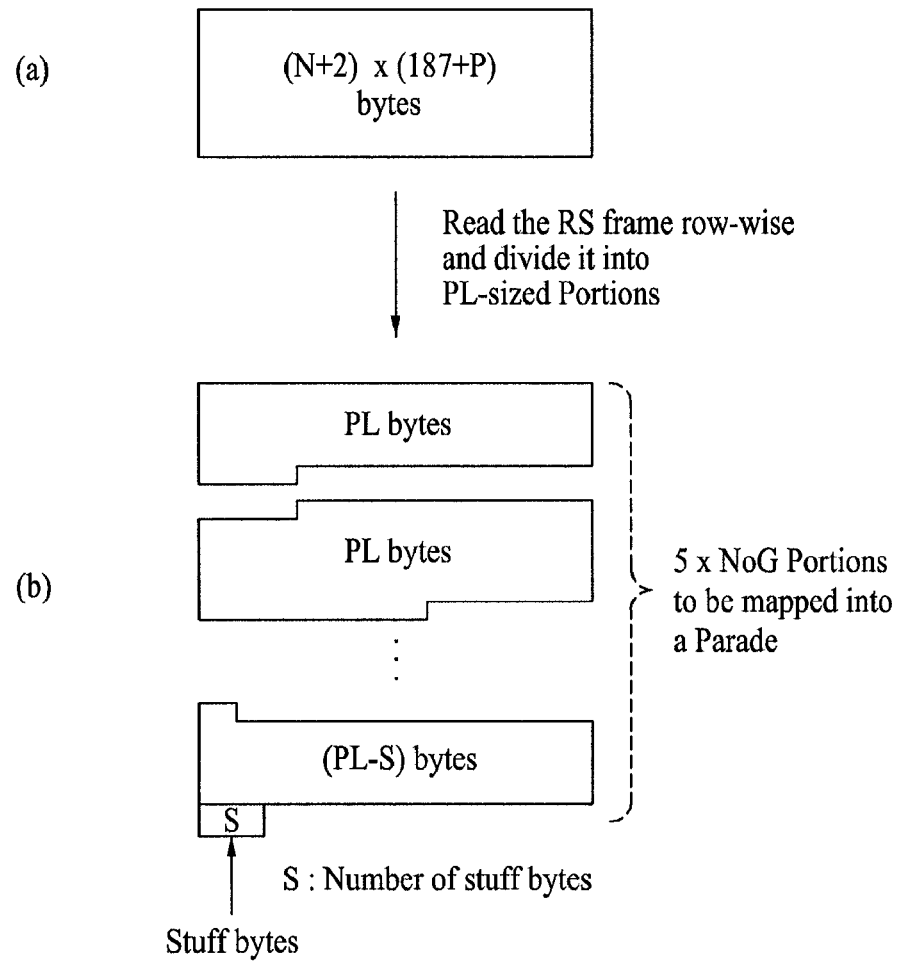 (a)
(N+2) x (187+P)
bytes
Read the RS frame row-wise
and divide it into
PL-sized Portions
PL bytes
PL bytes
(b)
5 x NoG Portions
to be mapped into
a Parade
(PL-S) bytes
S
S : Number of stuff bytes
Stuff bytes